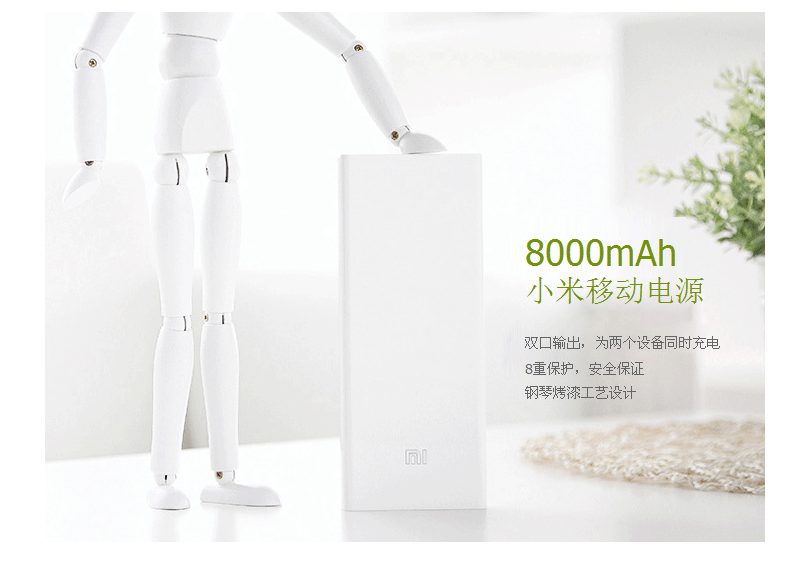 8000mAh
小米移动电源
双口输出，为两个设备同时充电
8重保护，安全保证
钢琴烤漆工艺设计
mi